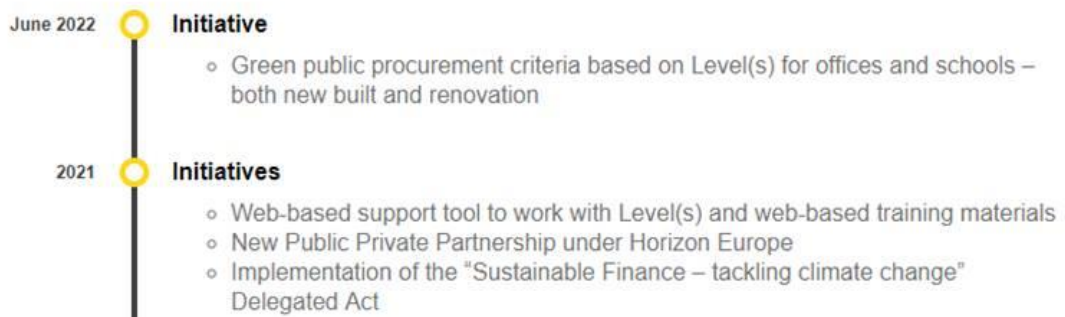 June 2022 Initiative
◦ Green public procurement criteria based on Level(s) for offices and schools –
both new built and renovation
2021 Initiatives
◦ Web-based support tool to work with Level(s) and web-based training materials
◦ New Public Private Partnership under Horizon Europe
◦ Implementation of the “Sustainable Finance – tackling climate change”
Delegated Act